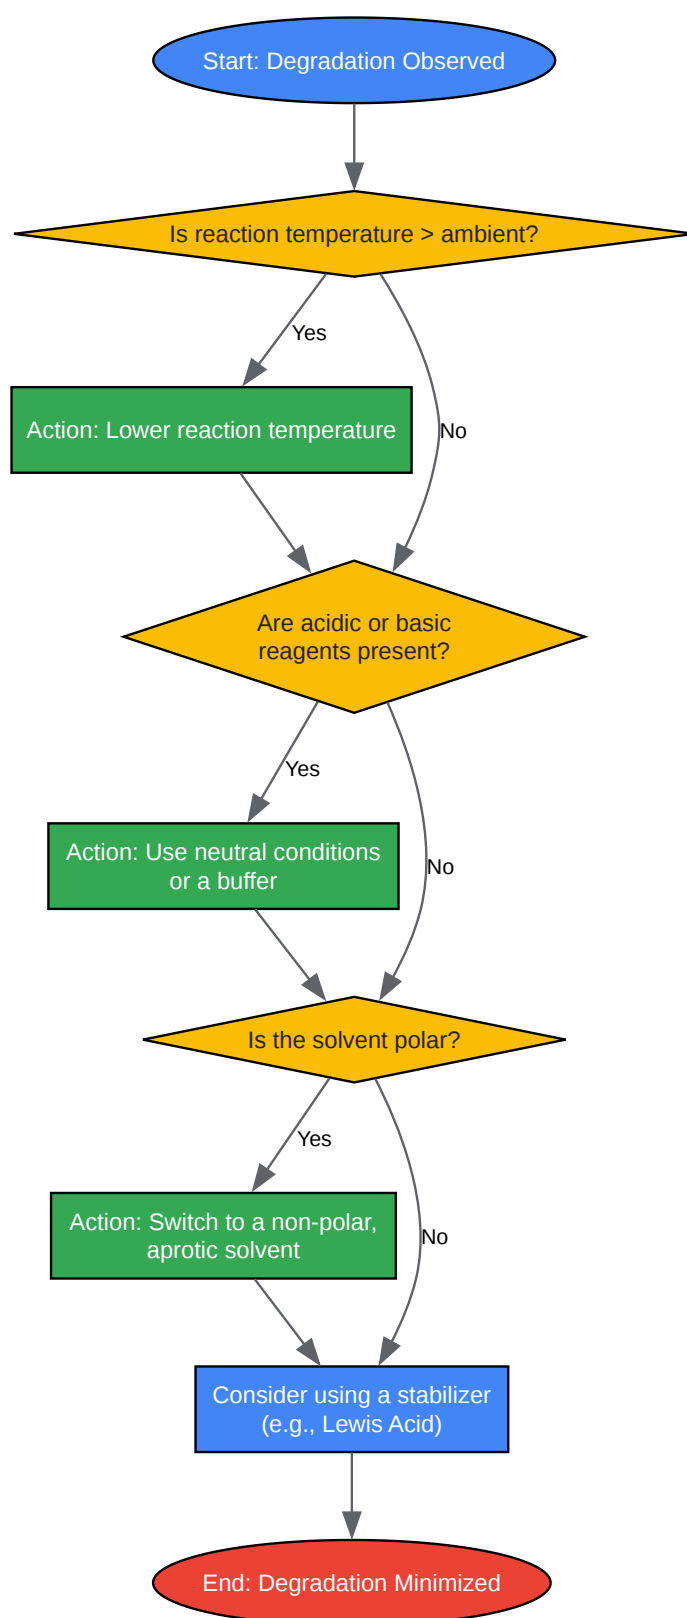 Start: Degradation Observed
Is reaction temperature > ambient?
Yes
Action: Lower reaction temperature
No
Are acidic or basic
reagents present?
Yes
Action: Use neutral conditions
or a buffer
No
Is the solvent polar?
Yes
Action: Switch to a non-polar,
aprotic solvent
No
Consider using a stabilizer
(e.g., Lewis Acid)
End: Degradation Minimized